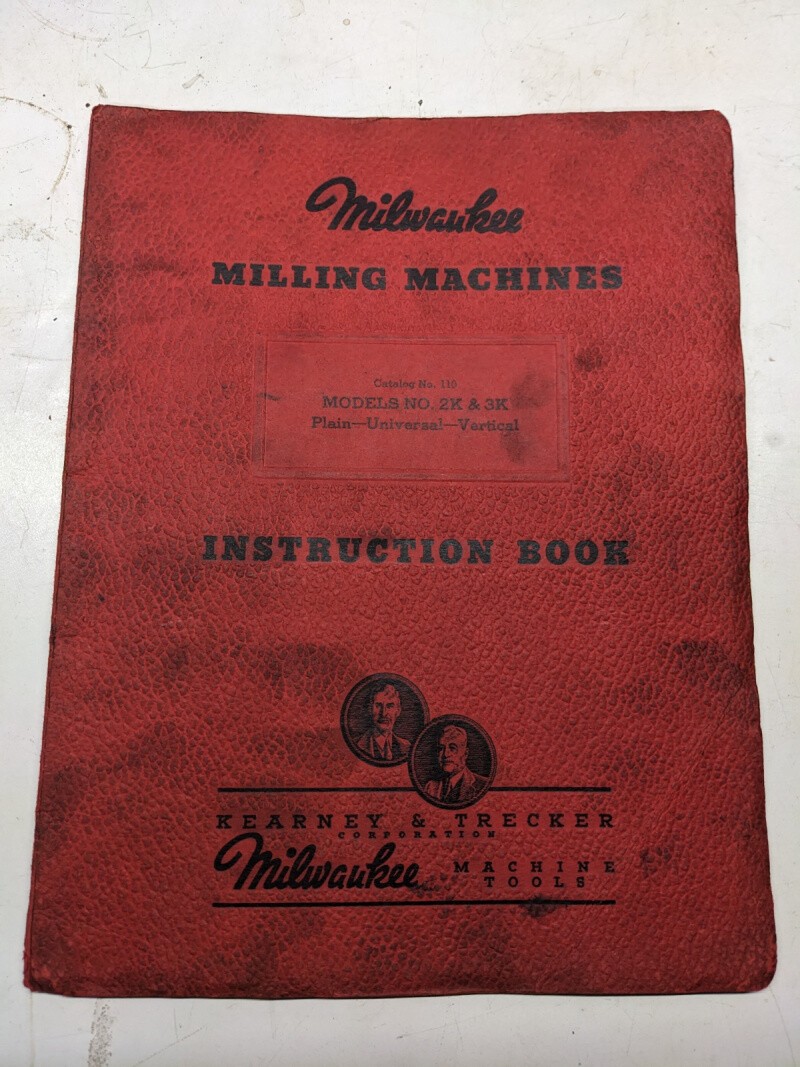 Milwaukee
MILLING MACHINES
Catalog No. 110
MODELS NO. 2K & 3K
Plain—Universal—Vertical
INSTRUCTION BOOK
KEARNEY & TRECKER
CORPORATION
Milwaukee MACHINE
TOOLS